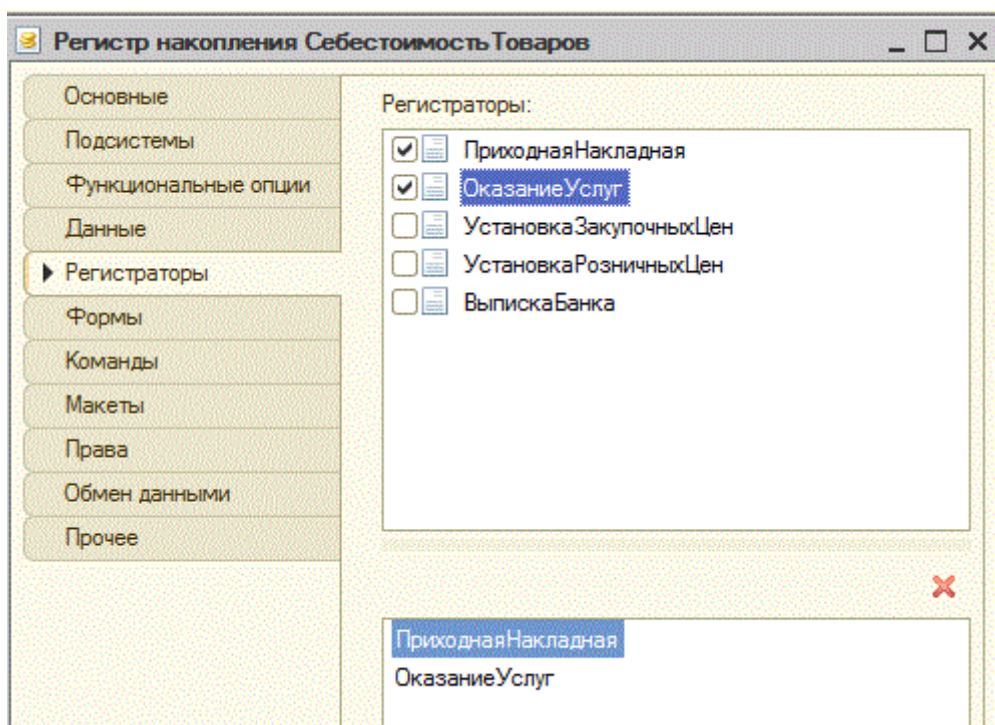 Регистр накопления СебестоимостьТоваров
Основные
Подсистемы
Функциональные опции
Данные
Регистраторы
Формы
Команды
Макеты
Права
Обмен данными
Прочее
Регистраторы:
ПриходнаяНакладная
ОказаниеУслуг
УстановкаЗакупочныхЦен
УстановкаРозничныхЦен
ВыпискаБанка
ПриходнаяНакладная
ОказаниеУслуг